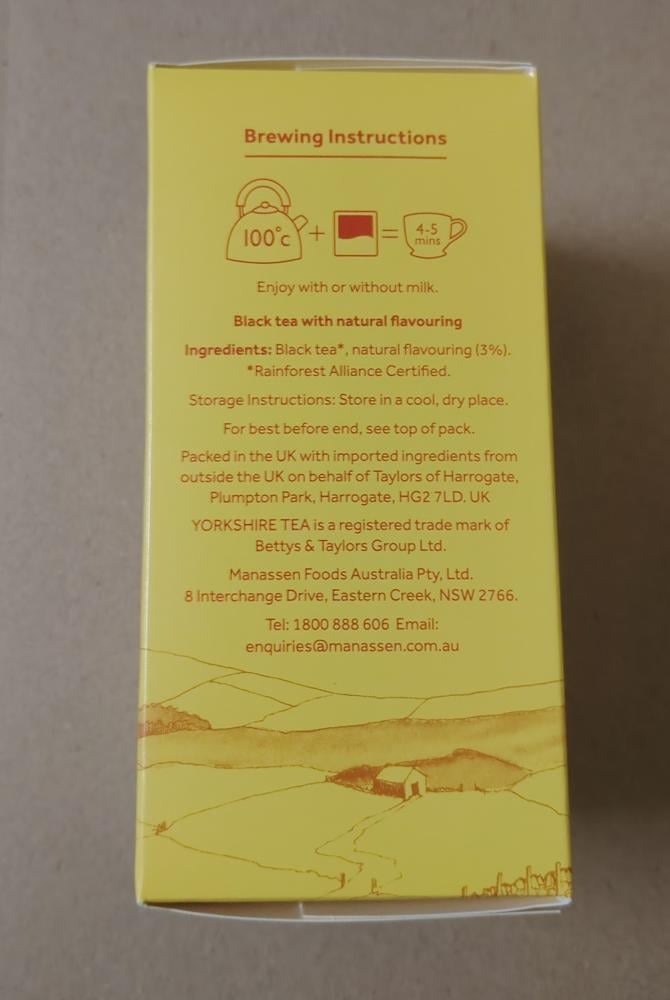 Brewing Instructions
100°c + = 4-5 mins
Enjoy with or without milk.
Black tea with natural flavouring
Ingredients: Black tea*, natural flavouring (3%).
*Rainforest Alliance Certified.
Storage Instructions: Store in a cool, dry place.
For best before end, see top of pack.
Packed in the UK with imported ingredients from
outside the UK on behalf of Taylors of Harrogate,
Plumpton Park, Harrogate, HG2 7LD. UK
YORKSHIRE TEA is a registered trade mark of
Bettys & Taylors Group Ltd.
Manassen Foods Australia Pty, Ltd.
8 Interchange Drive, Eastern Creek, NSW 2766.
Tel: 1800 888 606 Email:
enquiries@manassen.com.au